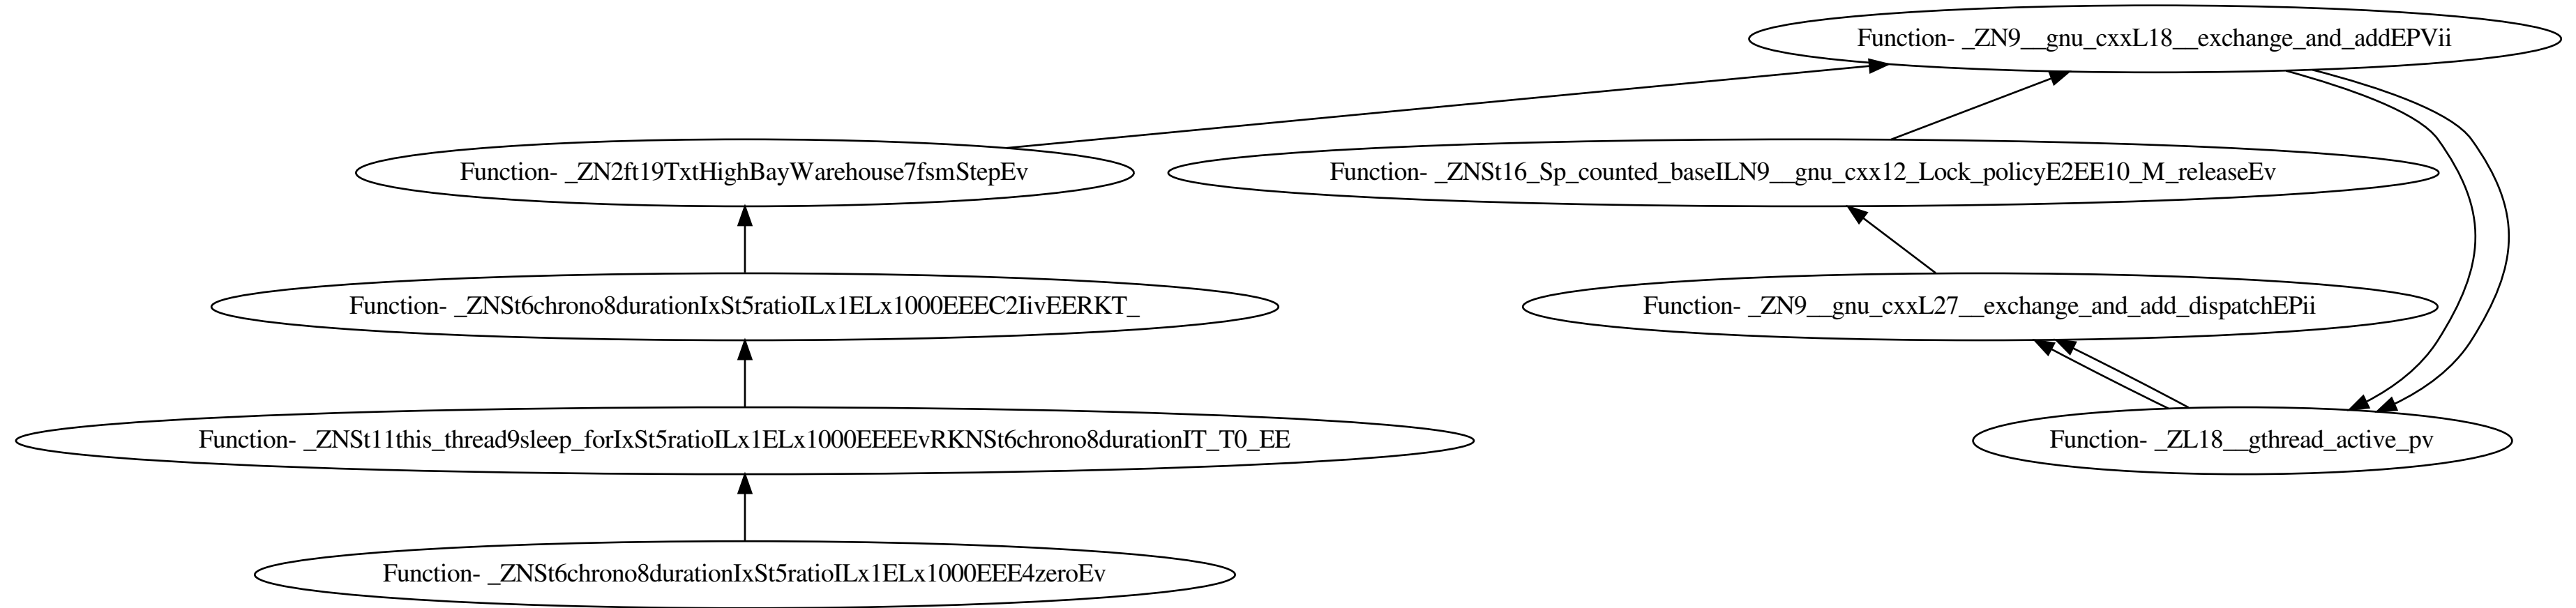 Function- _ZN9__gnu_cxxL18__exchange_and_addEPVii
Function- _ZN2ft19TxtHighBayWarehouse7fsmStepEv
Function- _ZNSt16_Sp_counted_baseILN9__gnu_cxx12_Lock_policyE2EE10_M_releaseEv
Function- _ZNSt6chrono8durationIxSt5ratioILx1ELx1000EEEC2IivEERKT_
Function- _ZN9__gnu_cxxL27__exchange_and_add_dispatchEPii
Function- _ZNSt11this_thread9sleep_forIxSt5ratioILx1ELx1000EEEEvRKNSt6chrono8durationIT_T0_EE
Function- _ZL18__gthread_active_pv
Function- _ZNSt6chrono8durationIxSt5ratioILx1ELx1000EEE4zeroEv